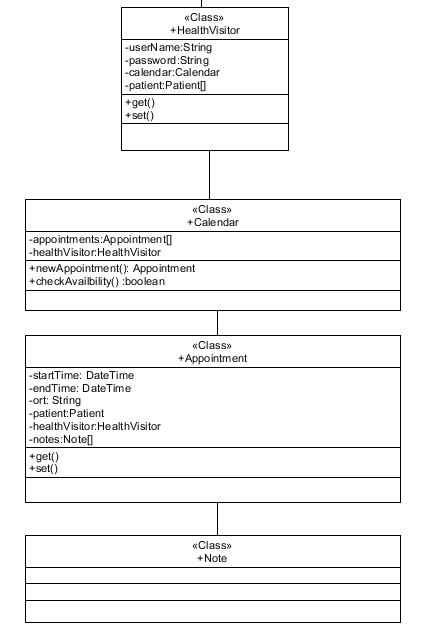 «Class»
+HealthVisitor
-userName:String
-password:String
-calendar:Calendar
-patient:Patient[]
+get()
+set()
«Class»
+Calendar
-appointments:Appointment[]
-healthVisitor:HealthVisitor
+newAppointment(): Appointment
+checkAvailbility() :boolean
«Class»
+Appointment
-startTime: DateTime
-endTime: DateTime
-ort: String
-patient:Patient
-healthVisitor:HealthVisitor
-notes:Note[]
+get()
+set()
«Class»
+Note